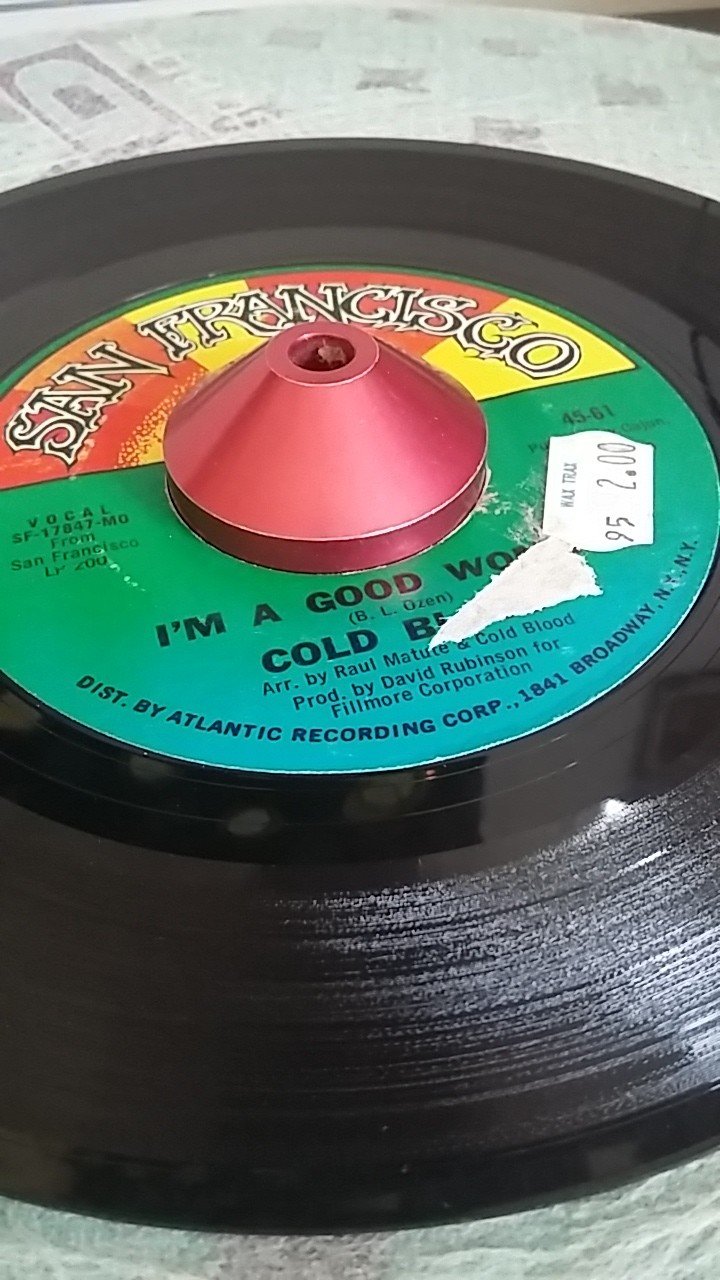 SAN FRANCISCO
45-61
WAX TRAX
95 2.00
VOCAL
SF-17847-MO
From
San Francisco
LP 200
I'M A GOOD WO
(B. L. Ozen)
COLD B
Arr. by Raul Matute & Cold Blood
Prod. by David Rubinson for
Fillmore Corporation
DIST. BY ATLANTIC RECORDING CORP., 1841 BROADWAY, N.Y., N.Y.